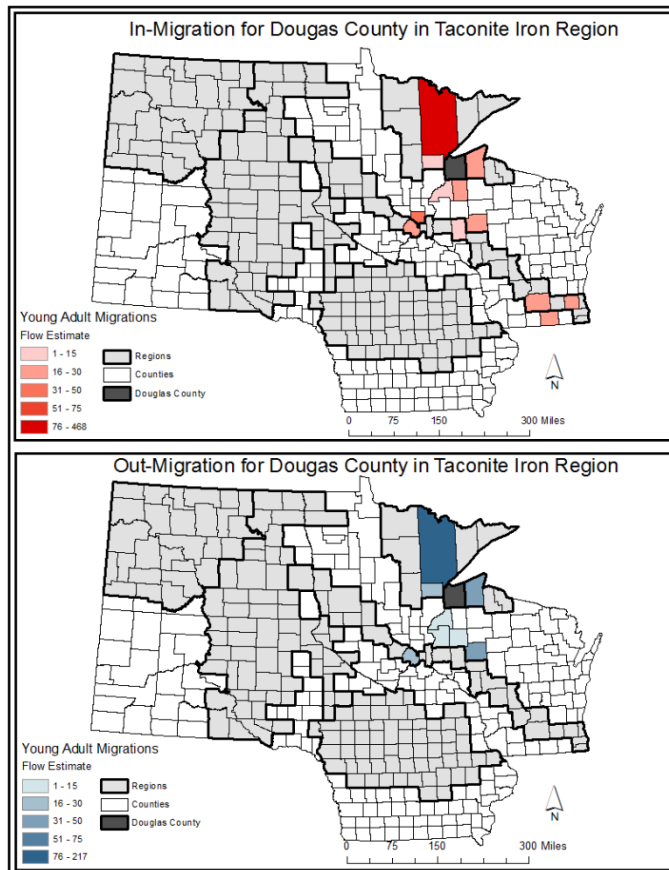 In-Migration for Dougas County in Taconite Iron Region
Young Adult Migrations
Flow Estimate
1 - 15
16 - 30
31 - 50
51 - 75
76 - 468
Regions
Counties
Douglas County
N
0 75 150 300 Miles
Out-Migration for Dougas County in Taconite Iron Region
Young Adult Migrations
Flow Estimate
1 - 15
16 - 30
31 - 50
51 - 75
76 - 217
Regions
Counties
Douglas County
N
0 75 150 300 Miles